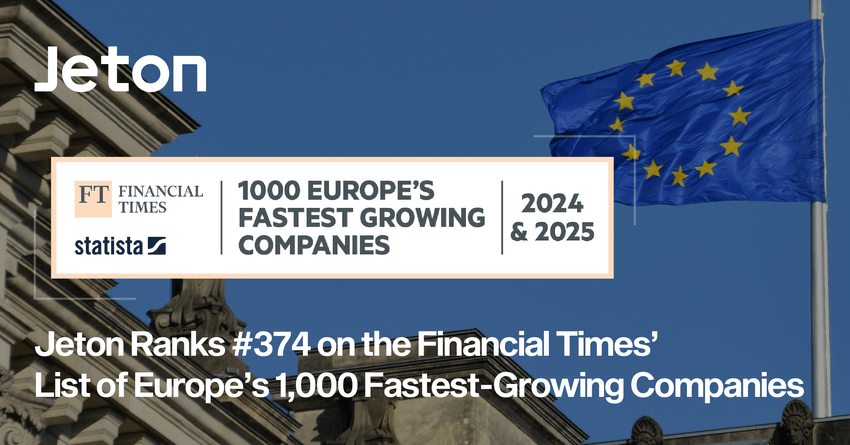 Jeton
FT FINANCIAL
TIMES
statista
1000 EUROPE'S
FASTEST GROWING
COMPANIES
2024
& 2025
Jeton Ranks #374 on the Financial Times’
List of Europe’s 1,000 Fastest-Growing Companies